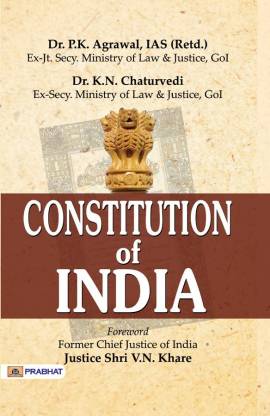 Dr. P.K. Agrawal, IAS (Retd.)
Ex-Jt. Secy. Ministry of Law & Justice, GoI
Dr. K.N. Chaturvedi
Ex-Secy. Ministry of Law & Justice, GoI
CONSTITUTION
of
INDIA
Foreword
Former Chief Justice of India
Justice Shri V.N. Khare
PRABHAT